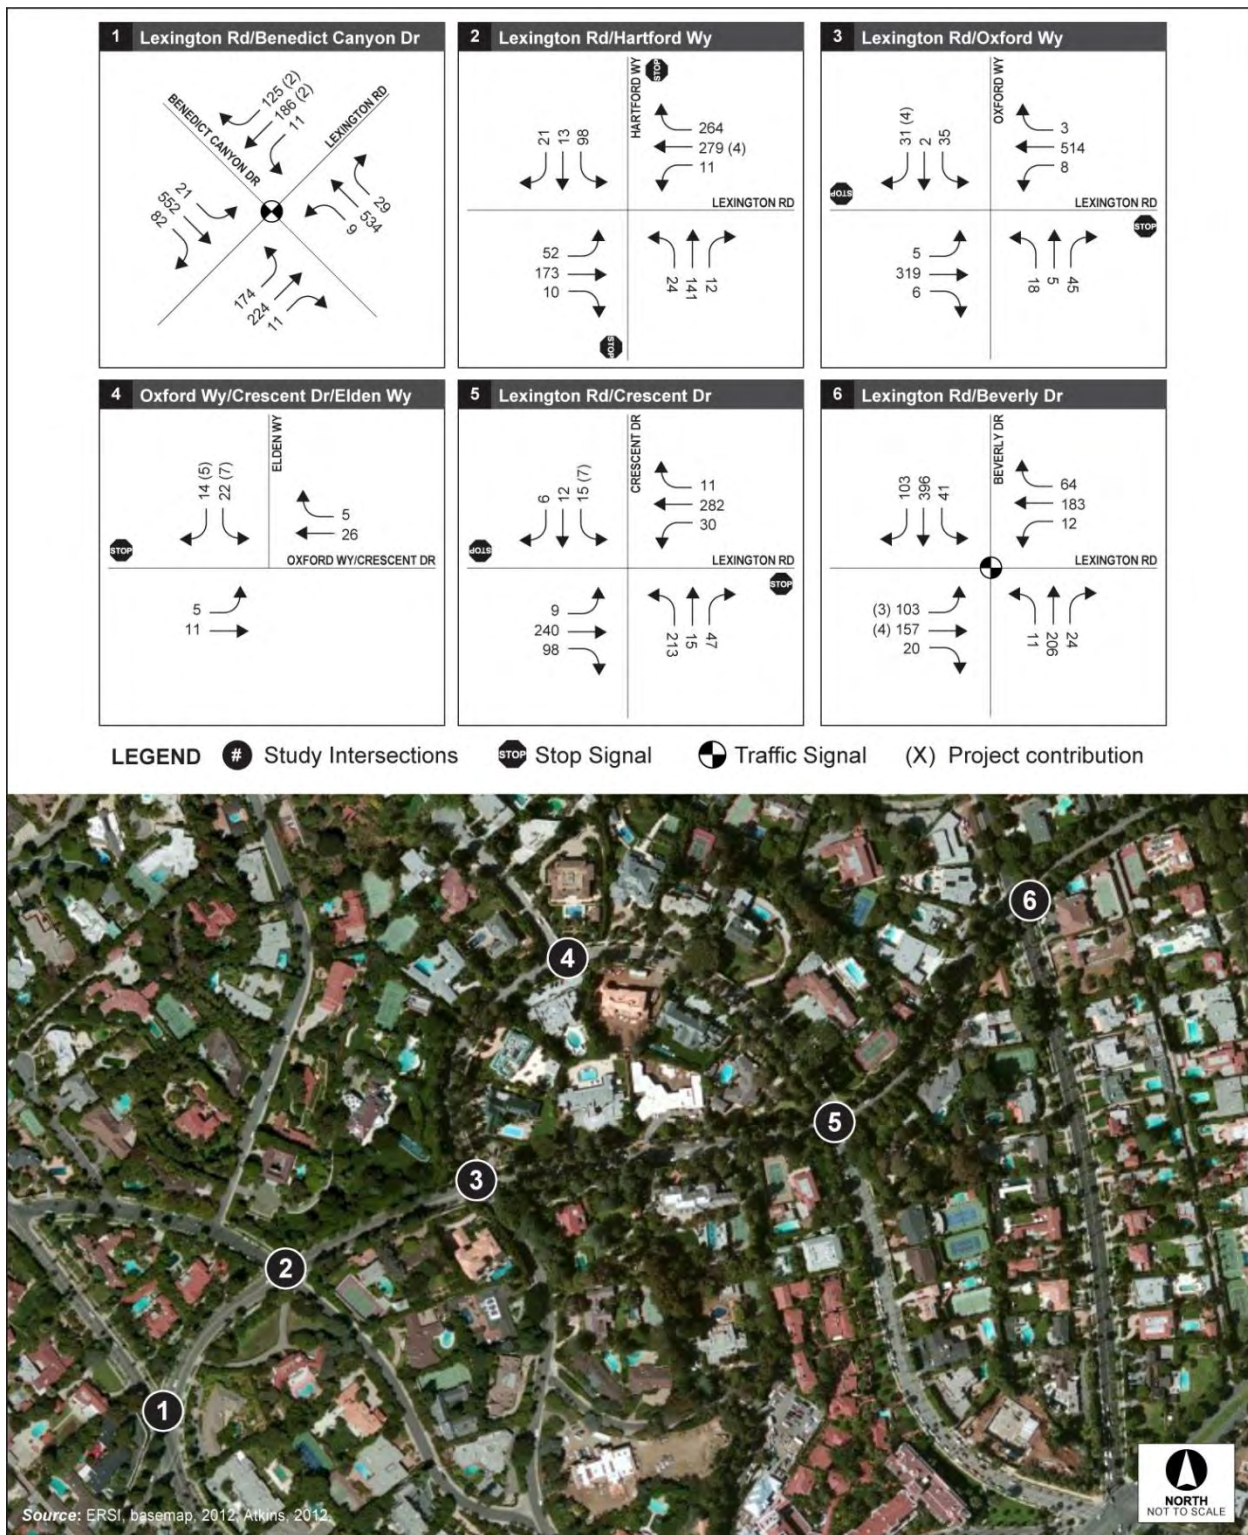 1 Lexington Rd/Benedict Canyon Dr
BENEDICT CANYON DR
LEXINGTON RD
125 (2)
186 (2)
11
21
552
82
29
534
9
174
224
11
2 Lexington Rd/Hartford Wy
HARTFORD WY
STOP
21
13
98
264
279 (4)
11
LEXINGTON RD
52
173
10
24
141
12
STOP
3 Lexington Rd/Oxford Wy
OXFORD WY
31 (4)
2
35
3
514
8
STOP
LEXINGTON RD
STOP
5
319
6
18
5
45
4 Oxford Wy/Crescent Dr/Elden Wy
ELDEN WY
14 (5)
22 (7)
5
26
STOP
OXFORD WY/CRESCENT DR
5
11
5 Lexington Rd/Crescent Dr
CRESCENT DR
6
12
15 (7)
11
282
30
STOP
LEXINGTON RD
STOP
9
240
98
213
15
47
6 Lexington Rd/Beverly Dr
BEVERLY DR
103
396
41
64
183
12
LEXINGTON RD
(3) 103
(4) 157
20
11
206
24
LEGEND # Study Intersections STOP Stop Signal Traffic Signal (X) Project contribution
6
4
5
3
2
1
NORTH
NOT TO SCALE
Source: ERSI, basemap, 2012; Atkins, 2012.